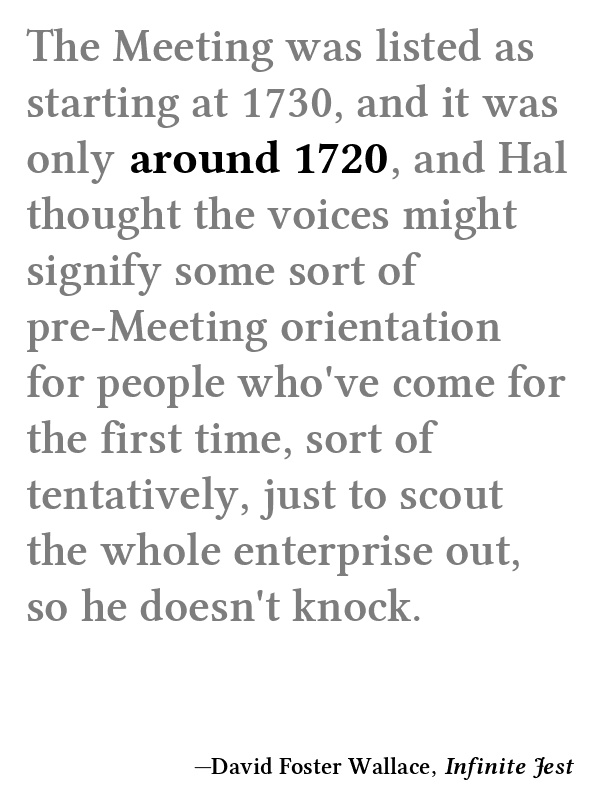 The Meeting was listed as
starting at 1730, and it was
only around 1720, and Hal
thought the voices might
signify some sort of
pre-Meeting orientation
for people who've come for
the first time, sort of
tentatively, just to scout
the whole enterprise out,
so he doesn't knock.
—David Foster Wallace, Infinite Jest